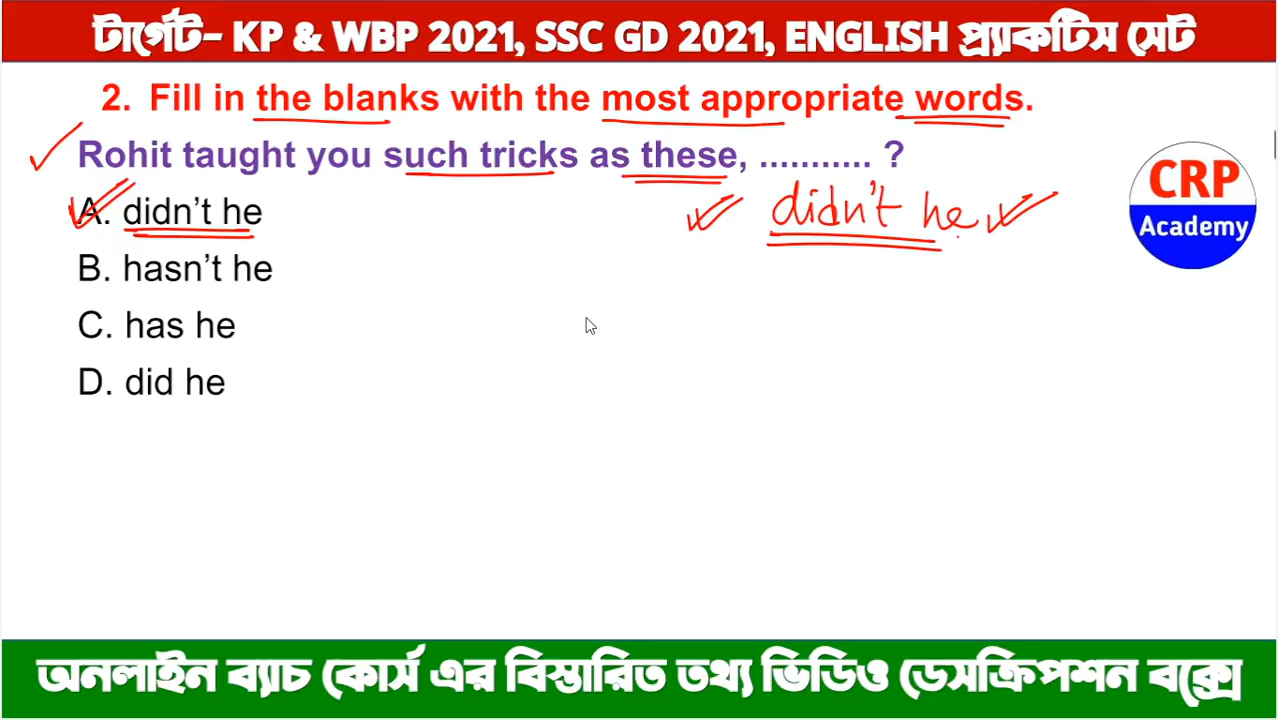 টার্গেট- KP & WBP 2021, SSC GD 2021, ENGLISH প্র্যাকটিস সেট
2. Fill in the blanks with the most appropriate words.
Rohit taught you such tricks as these, ........... ?
A. didn't he
didn't he
B. hasn't he
C. has he
D. did he
CRP
Academy
অনলাইন ব্যাচ কোর্স এর বিস্তারিত তথ্য ভিডিও ডেসক্রিপশন বক্সে